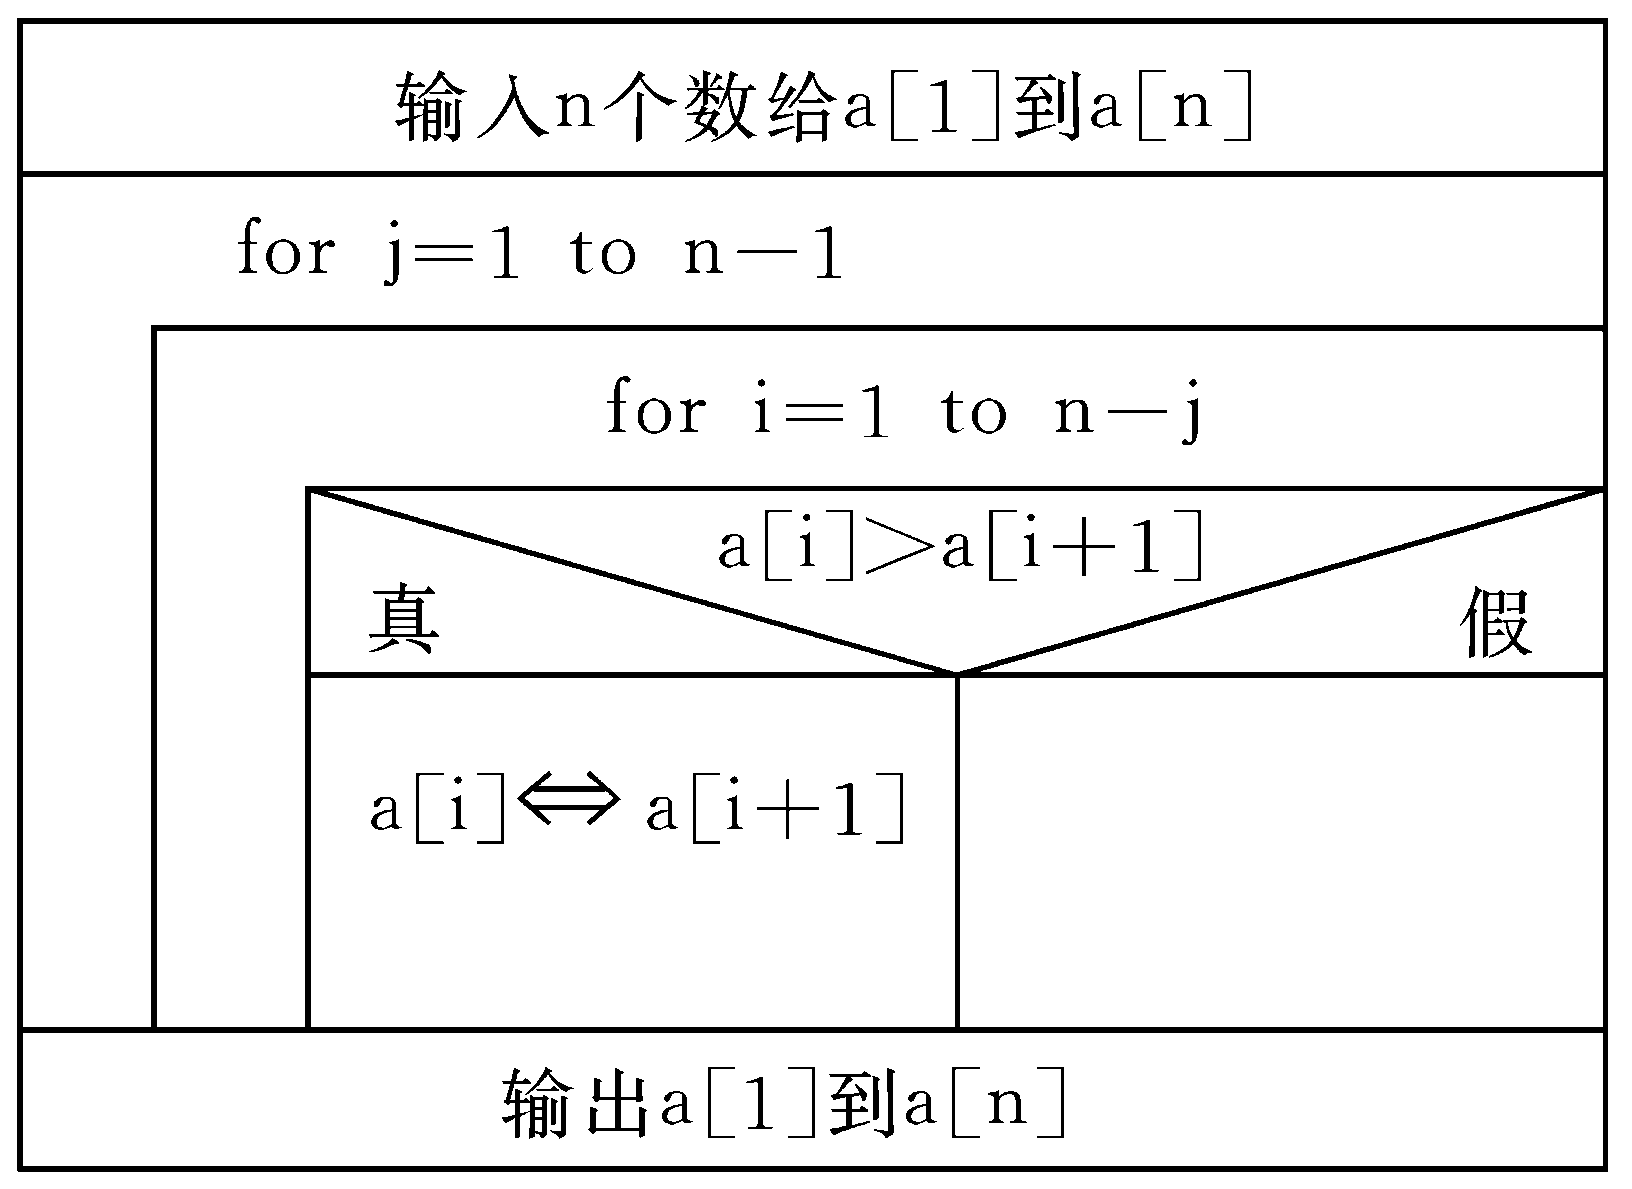 输入n个数给a[1]到a[n]
for j=1 to n-1
for i=1 to n-j
a[i]>a[i+1]
真 假
a[i]⇔a[i+1]
输出a[1]到a[n]